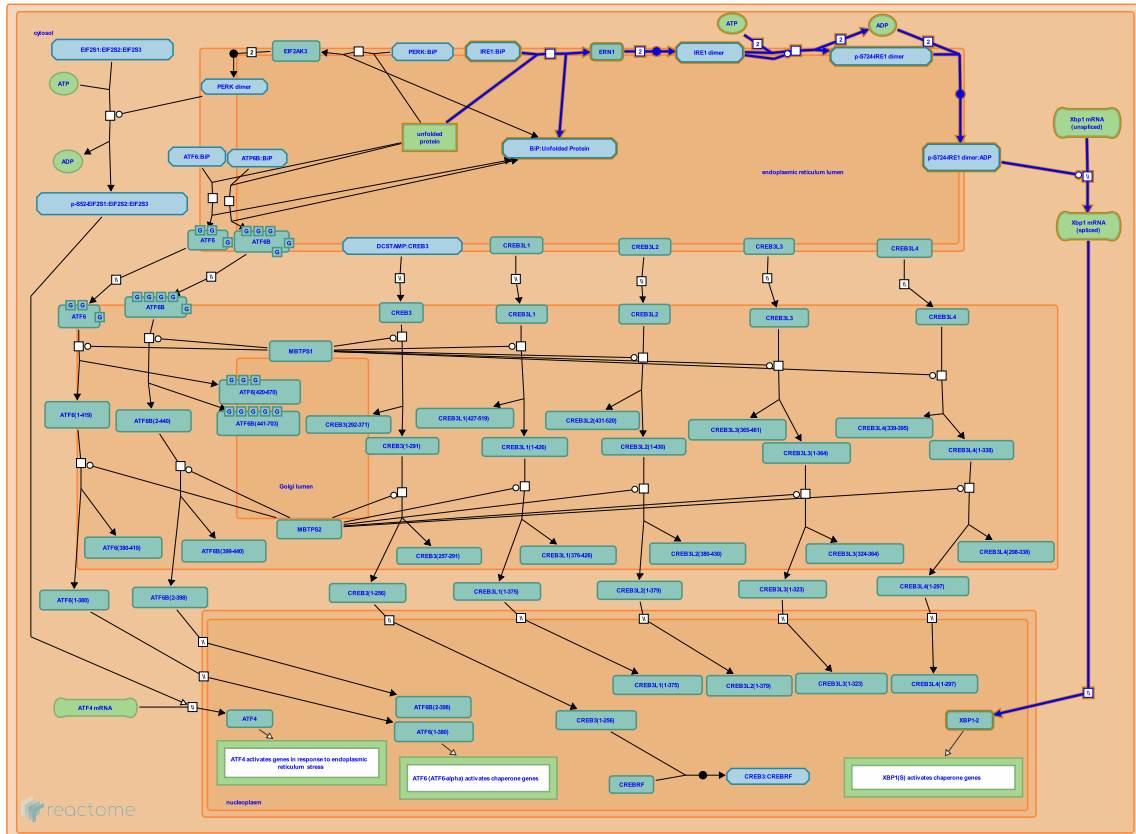 cytosol
EIF2S1:EIF2S2:EIF2S3
EIF2AK3
PERK:BiP
IRE1:BiP
ERN1
2
2
IRE1 dimer
ATP
2
2
ADP
2
p-S724-IRE1 dimer
ATP
PERK dimer
unfolded
protein
BiP:Unfolded Protein
Xbp1 mRNA
(unspliced)
ADP
ATF6:BiP
ATP6B:BiP
endoplasmic reticulum lumen
p-S724-IRE1 dimer:ADP
p-S52-EIF2S1:EIF2S2:EIF2S3
Xbp1 mRNA
(spliced)
G G
ATF6
G
G G G
ATF6B
G
G
DCSTAMP:CREB3
CREB3L1
CREB3L2
CREB3L3
CREB3L4
G G
ATF6
G
G G G G
ATF6B
G
CREB3
CREB3L1
CREB3L2
CREB3L3
CREB3L4
MBTPS1
G G G
ATF6(420-670)
G G G G G
ATF6B(441-703)
ATF6(1-419)
ATF6B(2-440)
CREB3(292-371)
CREB3L1(427-519)
CREB3L2(431-520)
CREB3L3(365-461)
CREB3L4(339-395)
CREB3(1-291)
CREB3L1(1-426)
CREB3L2(1-430)
CREB3L3(1-364)
CREB3L4(1-338)
Golgi lumen
MBTPS2
ATF6(380-419)
ATF6B(399-440)
CREB3(257-291)
CREB3L1(376-426)
CREB3L2(380-430)
CREB3L3(324-364)
CREB3L4(298-338)
ATF6(1-380)
ATF6B(2-398)
CREB3(1-256)
CREB3L1(1-375)
CREB3L2(1-379)
CREB3L3(1-323)
CREB3L4(1-297)
CREB3L1(1-375)
CREB3L2(1-379)
CREB3L3(1-323)
CREB3L4(1-297)
ATF4 mRNA
ATF4
ATF6B(2-398)
ATF6(1-380)
CREB3(1-256)
XBP1-2
ATF4 activates genes in response to endoplasmic
reticulum stress
ATF6 (ATF6-alpha) activates chaperone genes
CREBRF
CREB3:CREBRF
XBP1(S) activates chaperone genes
nucleoplasm
reactome